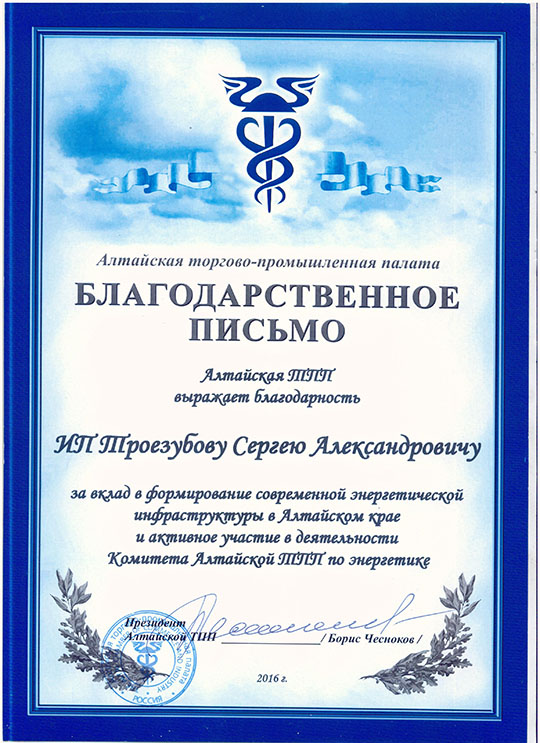 Алтайская торгово-промышленная палата
БЛАГОДАРСТВЕННОЕ
ПИСЬМО
Алтайская ТПП
выражает благодарность
ИП Троезубову Сергею Александровичу
за вклад в формирование современной энергетической
инфраструктуры в Алтайском крае
и активное участие в деятельности
Комитета Алтайской ТПП по энергетике
Президент
Алтайской ТПП / Борис Чесноков /
РОССИЯ
2016 г.